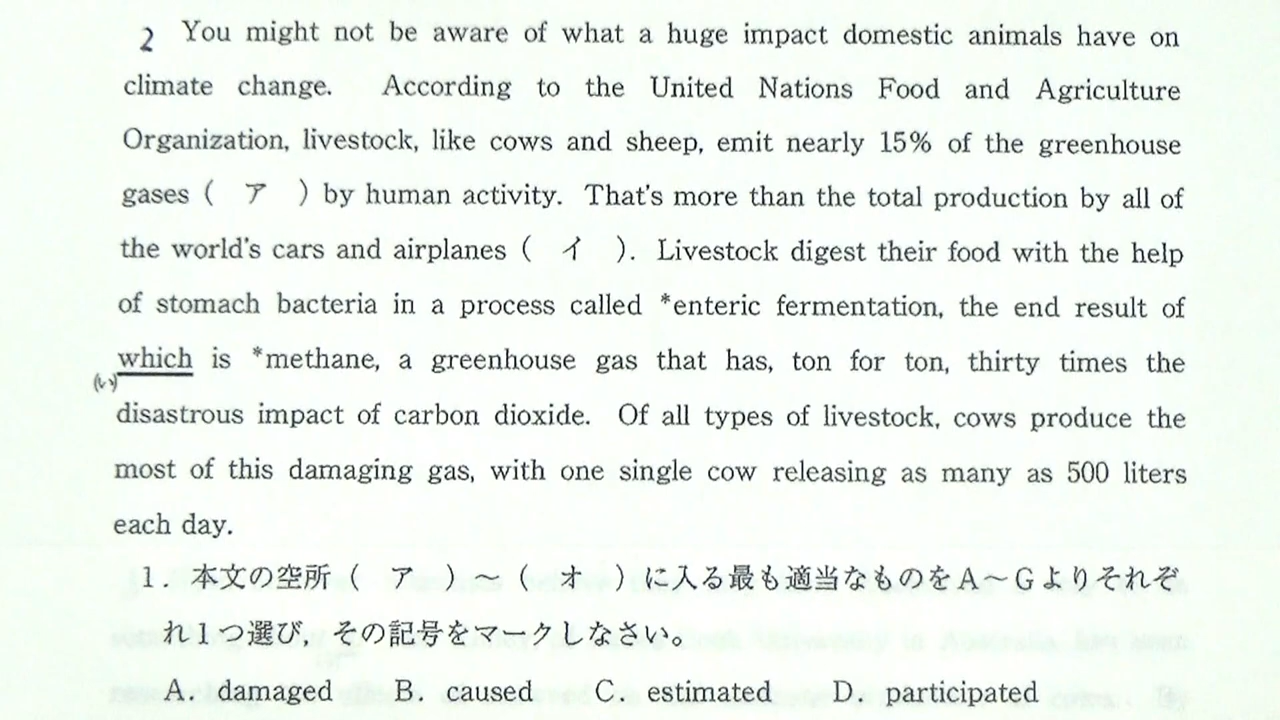 2 You might not be aware of what a huge impact domestic animals have on
climate change. According to the United Nations Food and Agriculture
Organization, livestock, like cows and sheep, emit nearly 15% of the greenhouse
gases ( ア ) by human activity. That's more than the total production by all of
the world's cars and airplanes ( イ ). Livestock digest their food with the help
of stomach bacteria in a process called *enteric fermentation, the end result of
which is *methane, a greenhouse gas that has, ton for ton, thirty times the
(い)
disastrous impact of carbon dioxide. Of all types of livestock, cows produce the
most of this damaging gas, with one single cow releasing as many as 500 liters
each day.
1. 本文の空所( ア )~( オ )に入る最も適当なものをA~Gよりそれぞ
れ1つ選び,その記号をマークしなさい。
A. damaged B. caused C. estimated D. participated